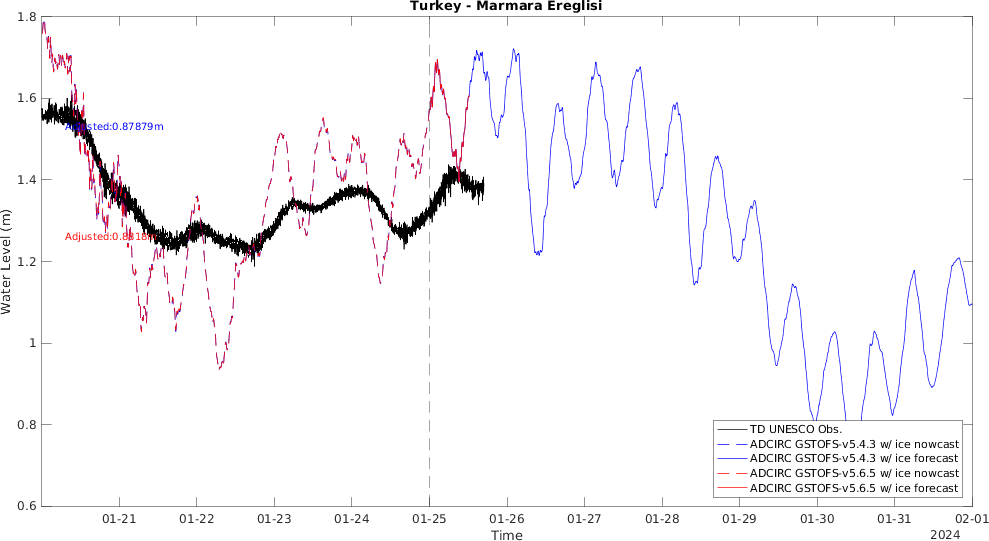 Turkey - Marmara Ereglisi
1.8
1.6
1.4
1.2
1
0.8
0.6
Water Level (m)
Adjusted:0.87879m
TD UNESCO Obs.
ADCIRC GSTOFS-v5.4.3 w/ ice nowcast
ADCIRC GSTOFS-v5.4.3 w/ ice forecast
ADCIRC GSTOFS-v5.6.5 w/ ice nowcast
ADCIRC GSTOFS-v5.6.5 w/ ice forecast
01-21 01-22 01-23 01-24 01-25 01-26 01-27 01-28 01-29 01-30 01-31 02-01
Time
2024